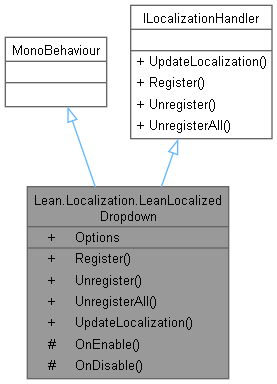 ILocalizationHandler
+ UpdateLocalization()
+ Register()
+ Unregister()
+ UnregisterAll()
MonoBehaviour
Lean.Localization.LeanLocalized
Dropdown
+ Options
+ Register()
+ Unregister()
+ UnregisterAll()
+ UpdateLocalization()
# OnEnable()
# OnDisable()